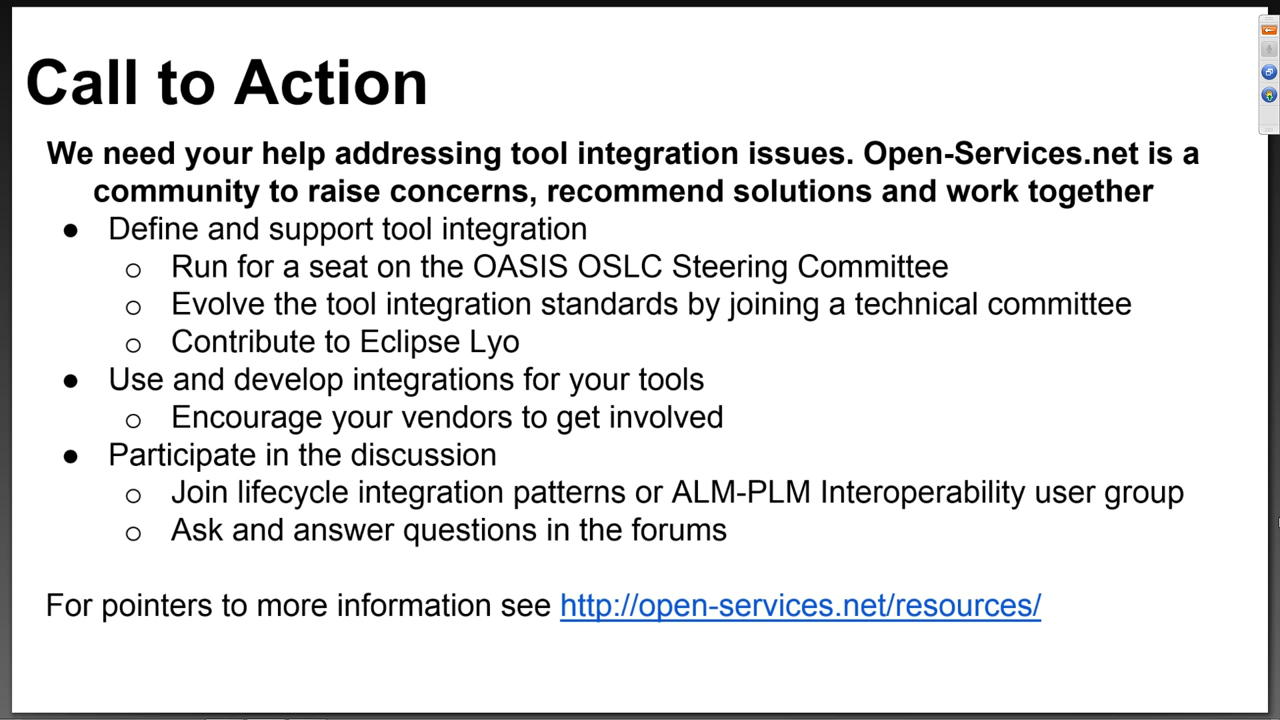 Call to Action
We need your help addressing tool integration issues. Open-Services.net is a
community to raise concerns, recommend solutions and work together
● Define and support tool integration
o Run for a seat on the OASIS OSLC Steering Committee
o Evolve the tool integration standards by joining a technical committee
o Contribute to Eclipse Lyo
● Use and develop integrations for your tools
o Encourage your vendors to get involved
● Participate in the discussion
o Join lifecycle integration patterns or ALM-PLM Interoperability user group
o Ask and answer questions in the forums
For pointers to more information see http://open-services.net/resources/